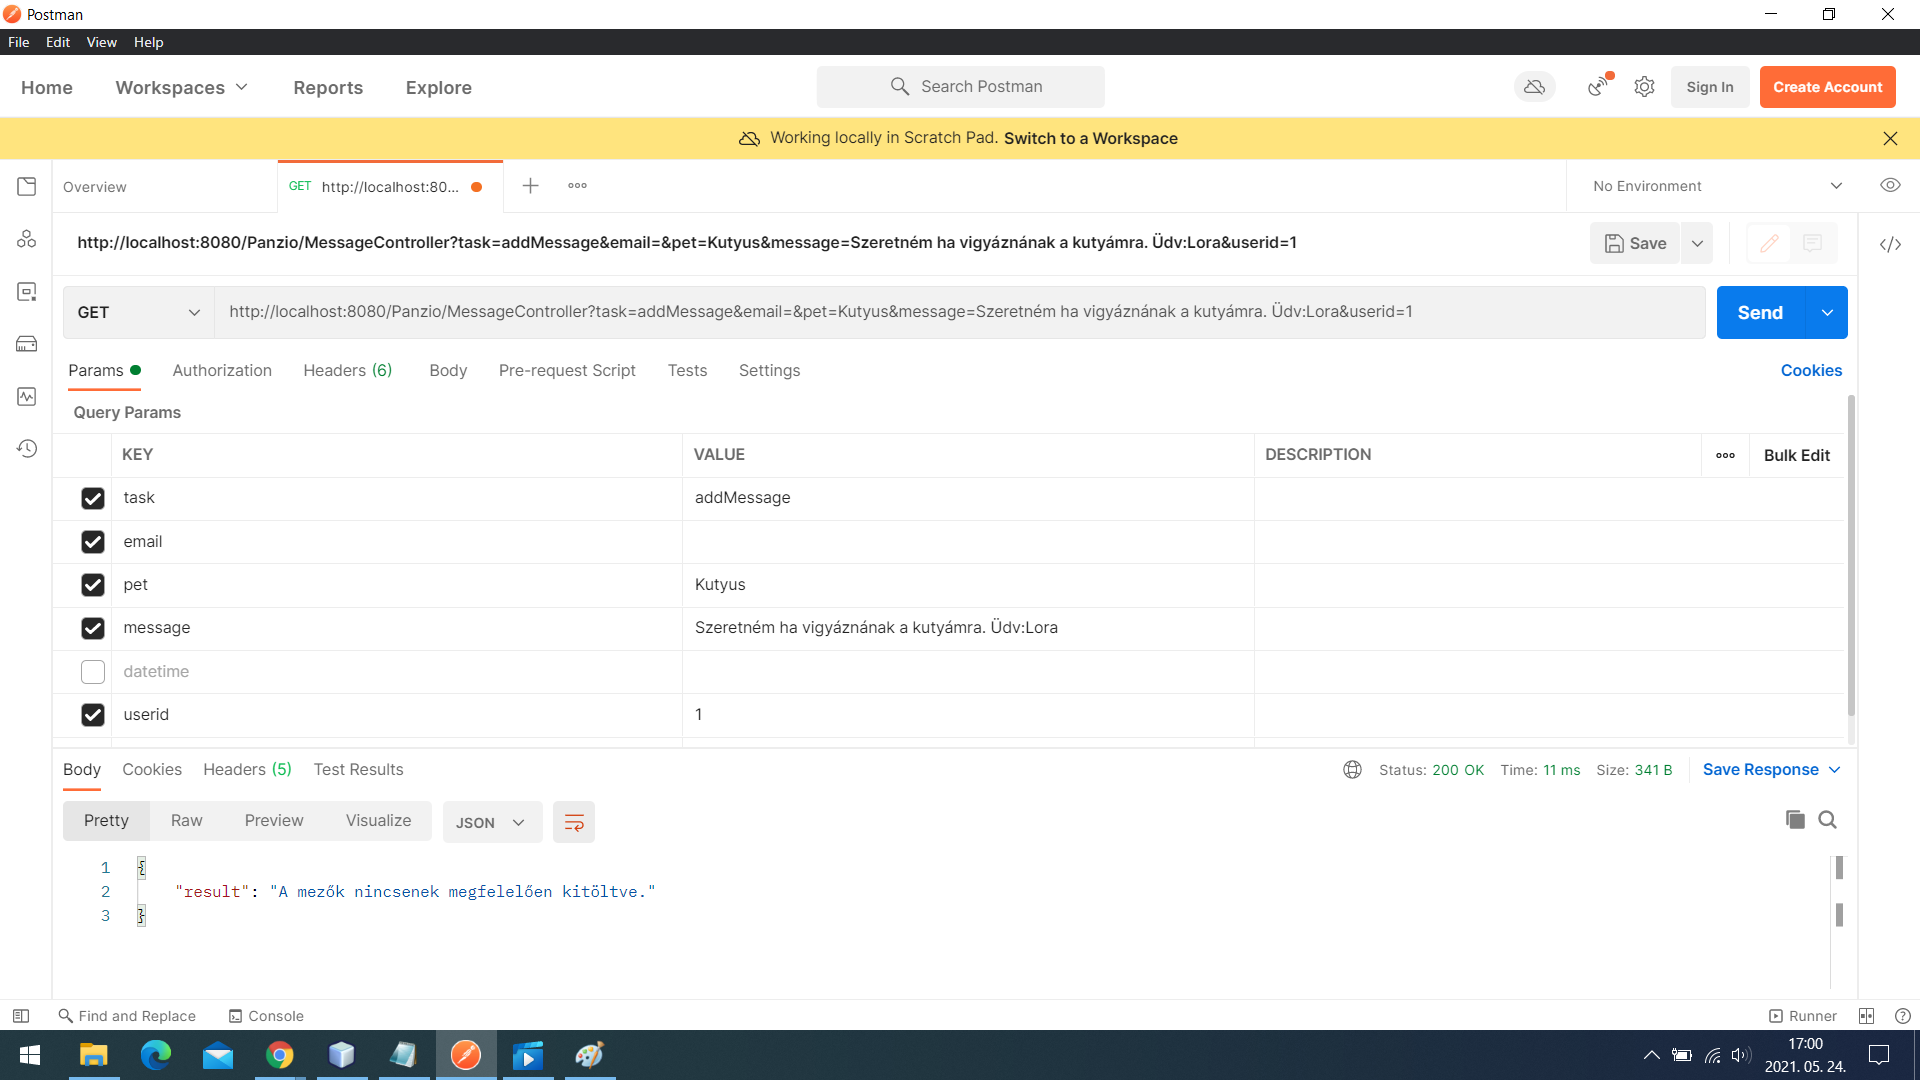 Postman
File Edit View Help
Home Workspaces Reports Explore Search Postman Sign In Create Account
Working locally in Scratch Pad. Switch to a Workspace
Overview GET http://localhost:80... No Environment
http://localhost:8080/Panzio/MessageController?task=addMessage&email=&pet=Kutyus&message=Szeretném ha vigyáznának a kutyámra. Üdv:Lora&userid=1 Save
GET http://localhost:8080/Panzio/MessageController?task=addMessage&email=&pet=Kutyus&message=Szeretném ha vigyáznának a kutyámra. Üdv:Lora&userid=1 Send
Params Authorization Headers (6) Body Pre-request Script Tests Settings Cookies
Query Params
KEY VALUE DESCRIPTION Bulk Edit
task addMessage
email
pet Kutyus
message Szeretném ha vigyáznának a kutyámra. Üdv:Lora
datetime
userid 1
Body Cookies Headers (5) Test Results Status: 200 OK Time: 11 ms Size: 341 B Save Response
Pretty Raw Preview Visualize JSON
1 {
2 "result": "A mezők nincsenek megfelelően kitöltve."
3 }
Find and Replace Console Runner
17:00
2021. 05. 24.